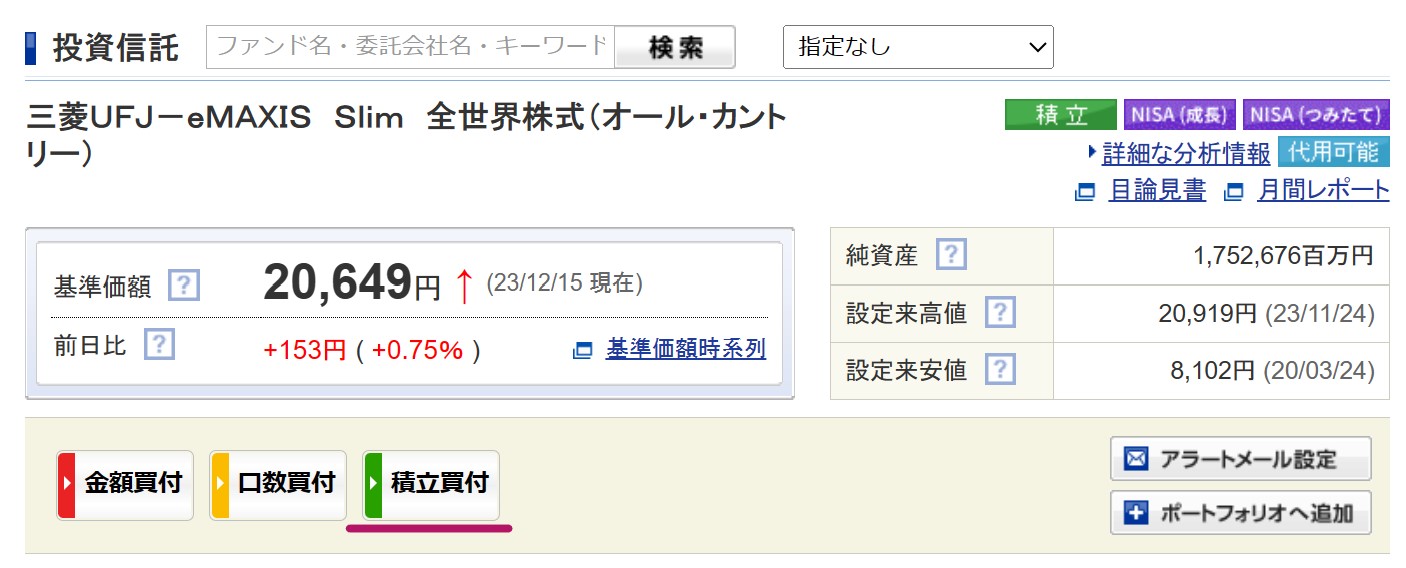 投資信託 ファンド名・委託会社名・キーワード 検索 指定なし
三菱UFJ－eMAXIS　Slim　全世界株式（オール・カント
リー）
積立 NISA (成長) NISA (つみたて)
詳細な分析情報 代用可能
目論見書 月間レポート
基準価額 ? 20,649円 ↑ (23/12/15 現在)
前日比 ? +153円 ( +0.75% ) 基準価額時系列
純資産 ? 1,752,676百万円
設定来高値 ? 20,919円 (23/11/24)
設定来安値 ? 8,102円 (20/03/24)
金額買付 口数買付 積立買付
アラートメール設定
ポートフォリオへ追加